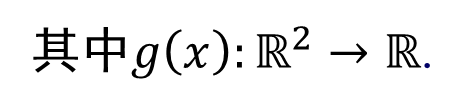 其中g(x): ℝ² → ℝ.